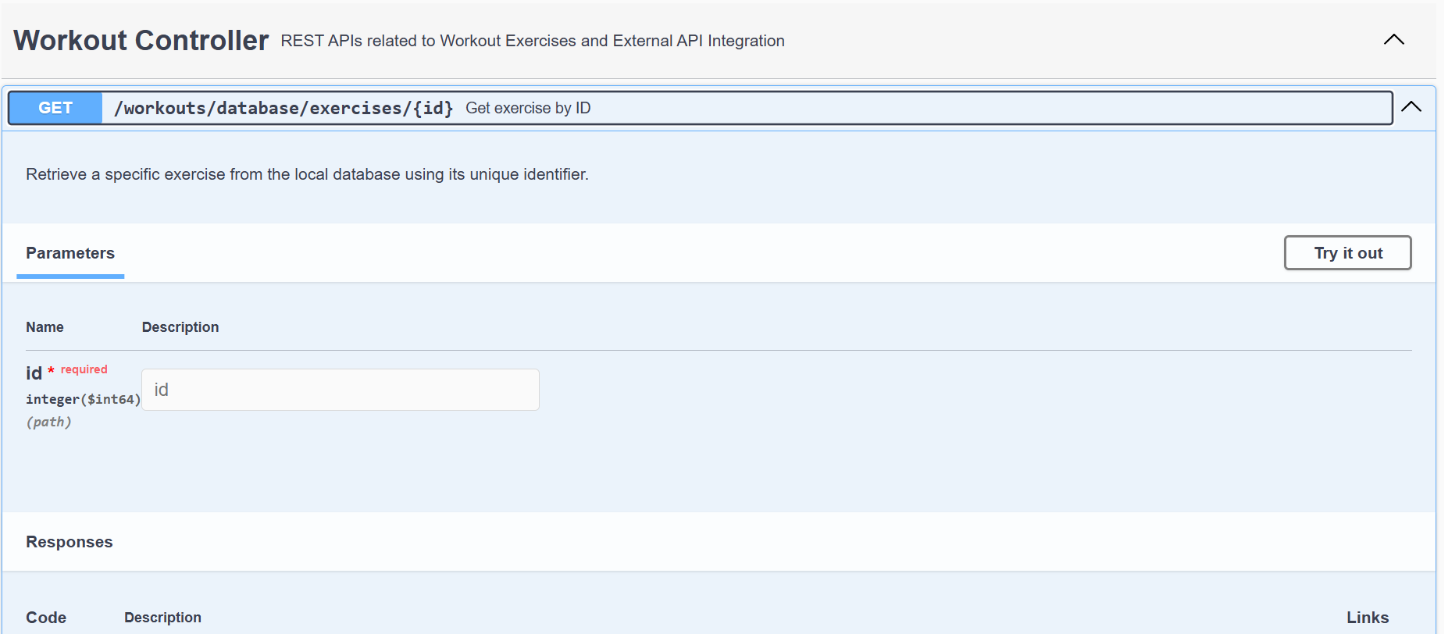 Workout Controller REST APIs related to Workout Exercises and External API Integration
GET /workouts/database/exercises/{id} Get exercise by ID
Retrieve a specific exercise from the local database using its unique identifier.
Parameters Try it out
Name Description
id * required
integer($int64)
(path)
id
Responses
Code Description Links